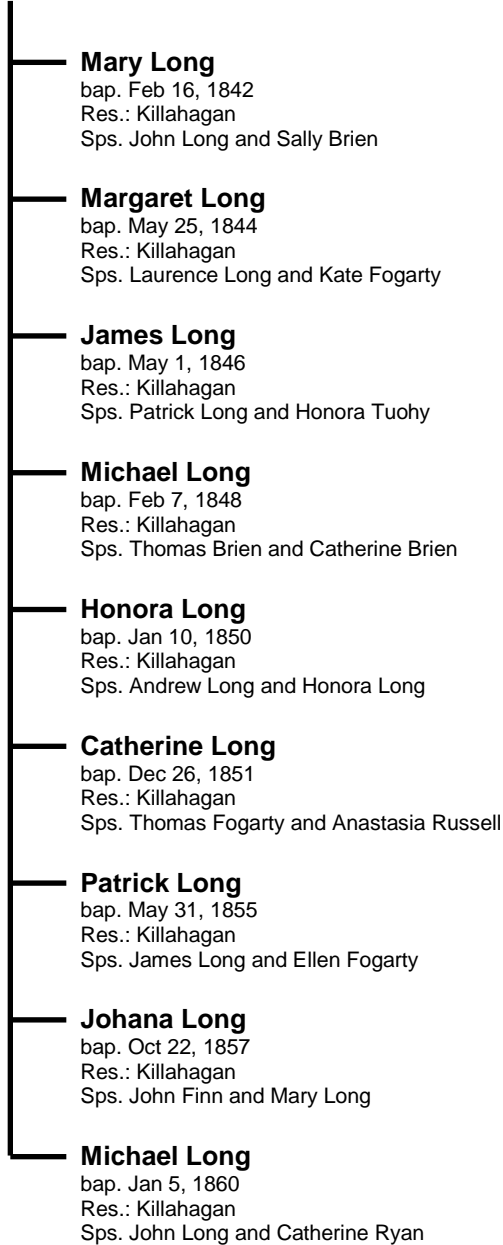 Mary Long
bap. Feb 16, 1842
Res.: Killahagan
Sps. John Long and Sally Brien
Margaret Long
bap. May 25, 1844
Res.: Killahagan
Sps. Laurence Long and Kate Fogarty
James Long
bap. May 1, 1846
Res.: Killahagan
Sps. Patrick Long and Honora Tuohy
Michael Long
bap. Feb 7, 1848
Res.: Killahagan
Sps. Thomas Brien and Catherine Brien
Honora Long
bap. Jan 10, 1850
Res.: Killahagan
Sps. Andrew Long and Honora Long
Catherine Long
bap. Dec 26, 1851
Res.: Killahagan
Sps. Thomas Fogarty and Anastasia Russell
Patrick Long
bap. May 31, 1855
Res.: Killahagan
Sps. James Long and Ellen Fogarty
Johana Long
bap. Oct 22, 1857
Res.: Killahagan
Sps. John Finn and Mary Long
Michael Long
bap. Jan 5, 1860
Res.: Killahagan
Sps. John Long and Catherine Ryan